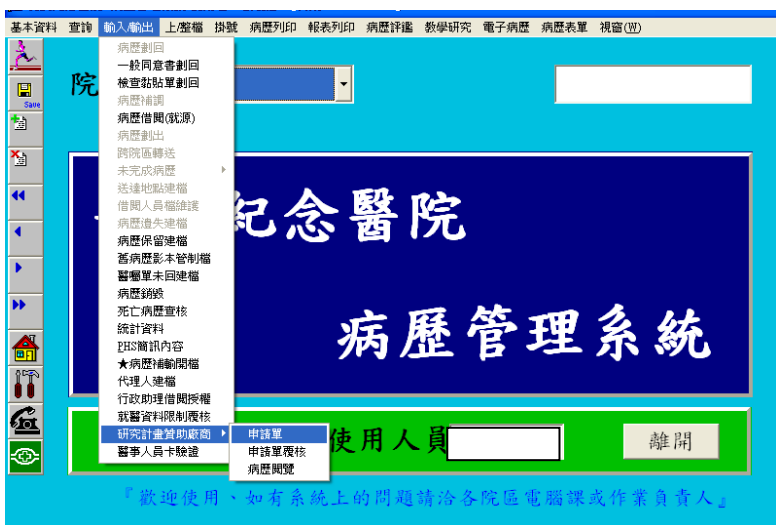 基本資料 查詢 輸入/輸出 上/整檔 掛號 病歷列印 報表列印 病歷評鑑 教學研究 電子病歷 病歷表單 視窗(W)
病歷劃回
一般同意書劃回
檢查黏貼單劃回
病歷補調
病歷借閱(就源)
病歷劃出
跨院區轉送
未完成病歷
送達地點建檔
借閱人員檔維護
病歷遺失建檔
病歷保留建檔
舊病歷影本管制檔
醫囑單未回建檔
病歷銷毀
死亡病歷查核
統計資料
PHS簡訊內容
★病歷補輸開檔
代理人建檔
行政助理借閱授權
就醫資料限制覆核
研究計畫贊助廠商
醫事人員卡驗證
申請單
申請單覆核
病歷閱覽
Save
院
紀念醫院
病歷管理系統
使用人員
離開
『歡迎使用、如有系統上的問題請洽各院區電腦課或作業負責人』